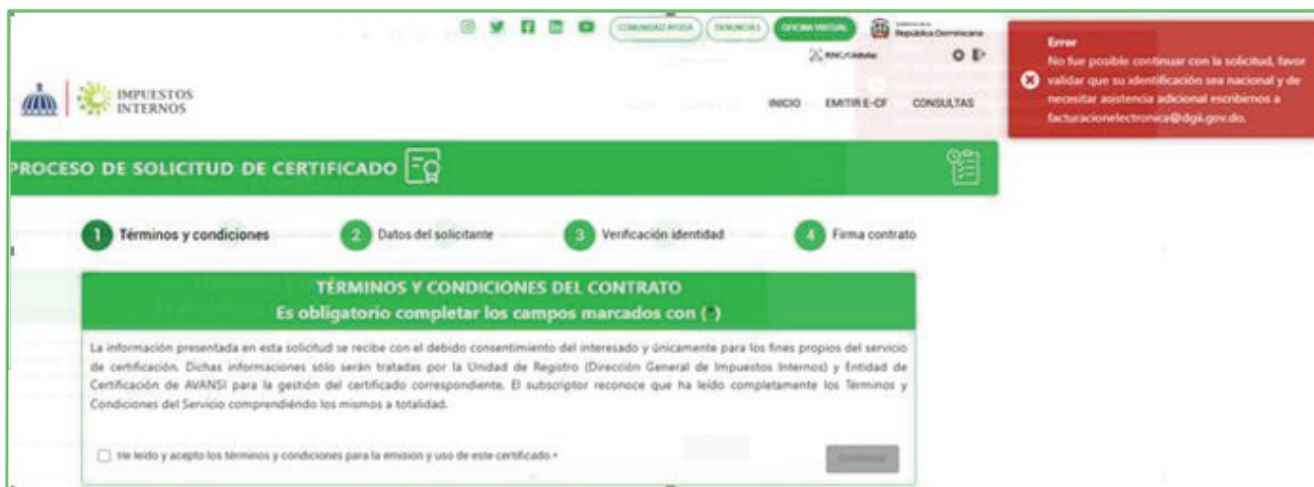 COMUNIDAD AYUDA
DENUNCIAS
OFICINA VIRTUAL
República Dominicana
RNC/Cédula:
IMPUESTOS
INTERNOS
INICIO EMITIR E-CF CONSULTAS
Error
No fue posible continuar con la solicitud, favor
validar que su identificación sea nacional y de
necesitar asistencia adicional escribirnos a
facturacionelectronica@dgii.gov.do.
PROCESO DE SOLICITUD DE CERTIFICADO
1 Términos y condiciones
2 Datos del solicitante
3 Verificación identidad
4 Firma contrato
TÉRMINOS Y CONDICIONES DEL CONTRATO
Es obligatorio completar los campos marcados con (*)
La información presentada en esta solicitud se recibe con el debido consentimiento del interesado y únicamente para los fines propios del servicio
de certificación. Dichas informaciones sólo serán tratadas por la Unidad de Registro (Dirección General de Impuestos Internos) y Entidad de
Certificación de AVANSI para la gestión del certificado correspondiente. El subscriptor reconoce que ha leído completamente los Términos y
Condiciones del Servicio comprendiéndo los mismos a totalidad.
He leído y acepto los términos y condiciones para la emisión y uso de este certificado.*
Continuar